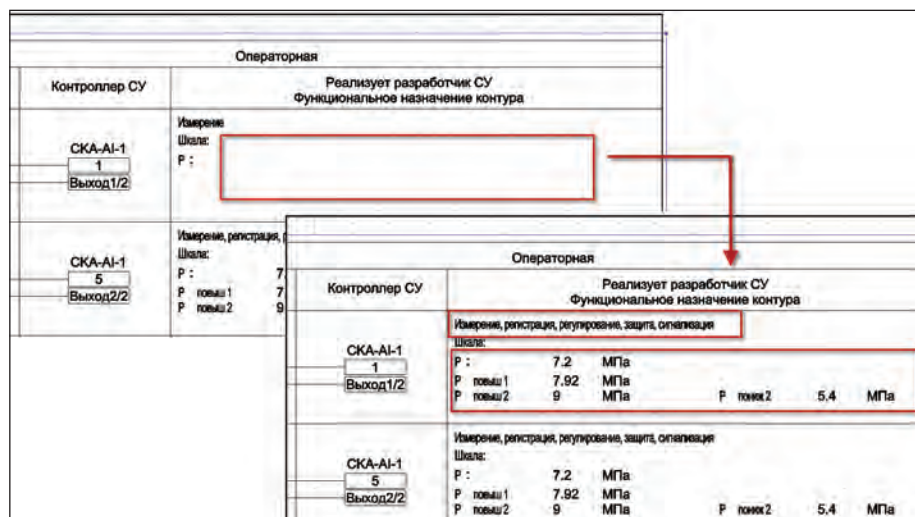 Операторная
Контроллер СУ
Реализует разработчик СУ
Функциональное назначение контура
СКА-AI-1
1
Выход1/2
Измерение
Шкала:
Р :
СКА-AI-1
5
Выход2/2
Измерение, регистрация, р
Шкала:
Р : 7
Р повыш 1 7
Р повыш 2 9
Операторная
Контроллер СУ
Реализует разработчик СУ
Функциональное назначение контура
СКА-AI-1
1
Выход1/2
Измерение, регистрация, регулирование, защита, сигнализация
Шкала:
Р : 7.2 МПа
Р повыш 1 7.92 МПа
Р повыш 2 9 МПа Р пониж 2 5.4 МПа
СКА-AI-1
5
Выход2/2
Измерение, регистрация, регулирование, защита, сигнализация
Шкала:
Р : 7.2 МПа
Р повыш 1 7.92 МПа
Р повыш 2 9 МПа Р пониж 2 5.4 МПа